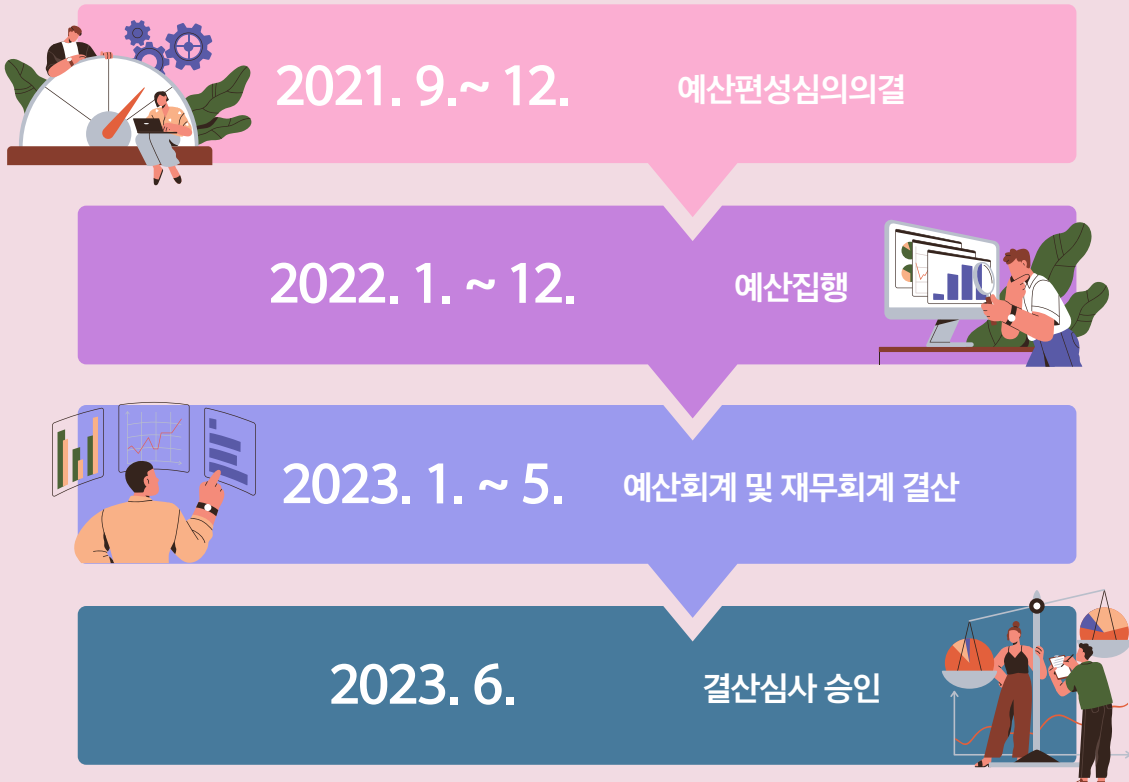 2021. 9.~ 12. 예산편성심의의결
2022. 1. ~ 12. 예산집행
2023. 1. ~ 5. 예산회계 및 재무회계 결산
2023. 6. 결산심사 승인